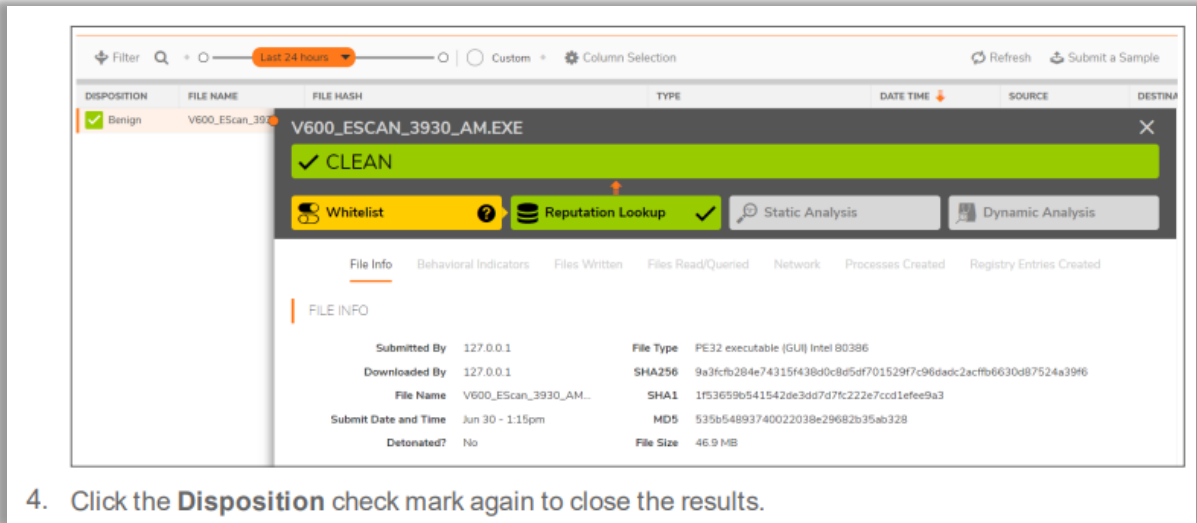 Filter Last 24 hours Custom Column Selection Refresh Submit a Sample
DISPOSITION FILE NAME FILE HASH TYPE DATE TIME SOURCE DESTINA
Benign V600_EScan_393
V600_ESCAN_3930_AM.EXE
CLEAN
Whitelist Reputation Lookup Static Analysis Dynamic Analysis
File Info Behavioral Indicators Files Written Files Read/Queried Network Processes Created Registry Entries Created
FILE INFO
Submitted By 127.0.0.1 File Type PE32 executable (GUI) Intel 80386
Downloaded By 127.0.0.1 SHA256 9a3fcfb284e74315f438d0c8d5df701529f7c96dadc2acffb6630d87524a39f6
File Name V600_EScan_3930_AM... SHA1 1f53659b541542de3dd7d7fc222e7ccd1efee9a3
Submit Date and Time Jun 30 - 1:15pm MD5 535b54893740022038e29682b35ab328
Detonated? No File Size 46.9 MB
4. Click the Disposition check mark again to close the results.